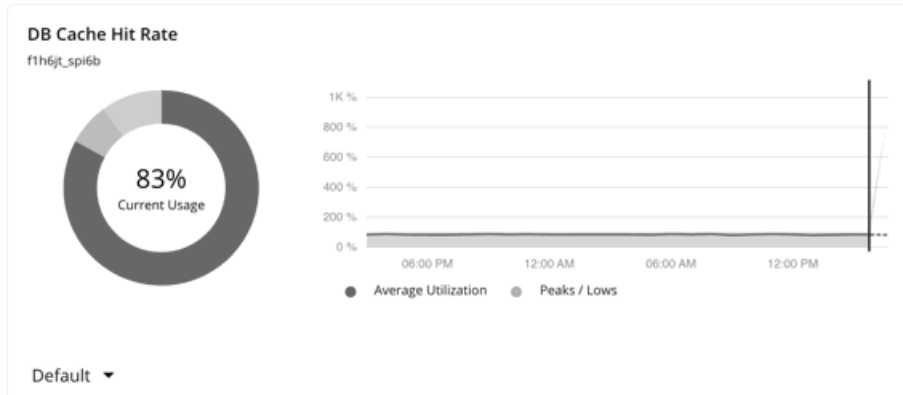 DB Cache Hit Rate
f1h6jt_spi6b
83%
Current Usage
1K %
800 %
600 %
400 %
200 %
0 %
06:00 PM 12:00 AM 06:00 AM 12:00 PM
Average Utilization Peaks / Lows
Default